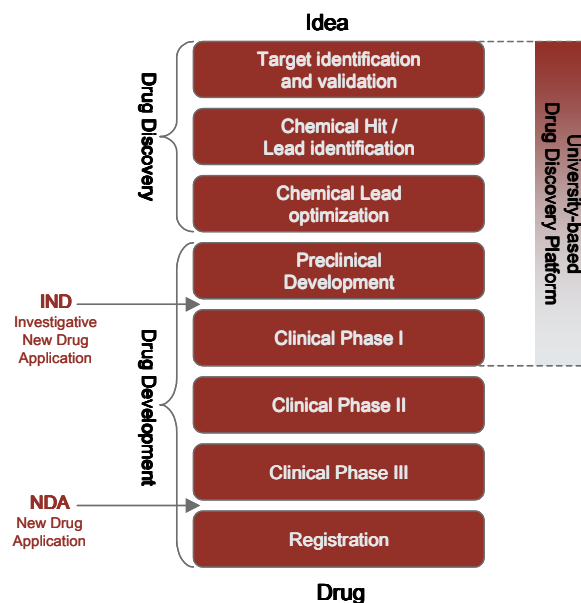 Idea
Drug Discovery
Target identification
and validation
Chemical Hit /
Lead identification
Chemical Lead
optimization
University-based
Drug Discovery Platform
Drug Development
Preclinical
Development
IND
Investigative
New Drug
Application
Clinical Phase I
Clinical Phase II
Clinical Phase III
NDA
New Drug
Application
Registration
Drug